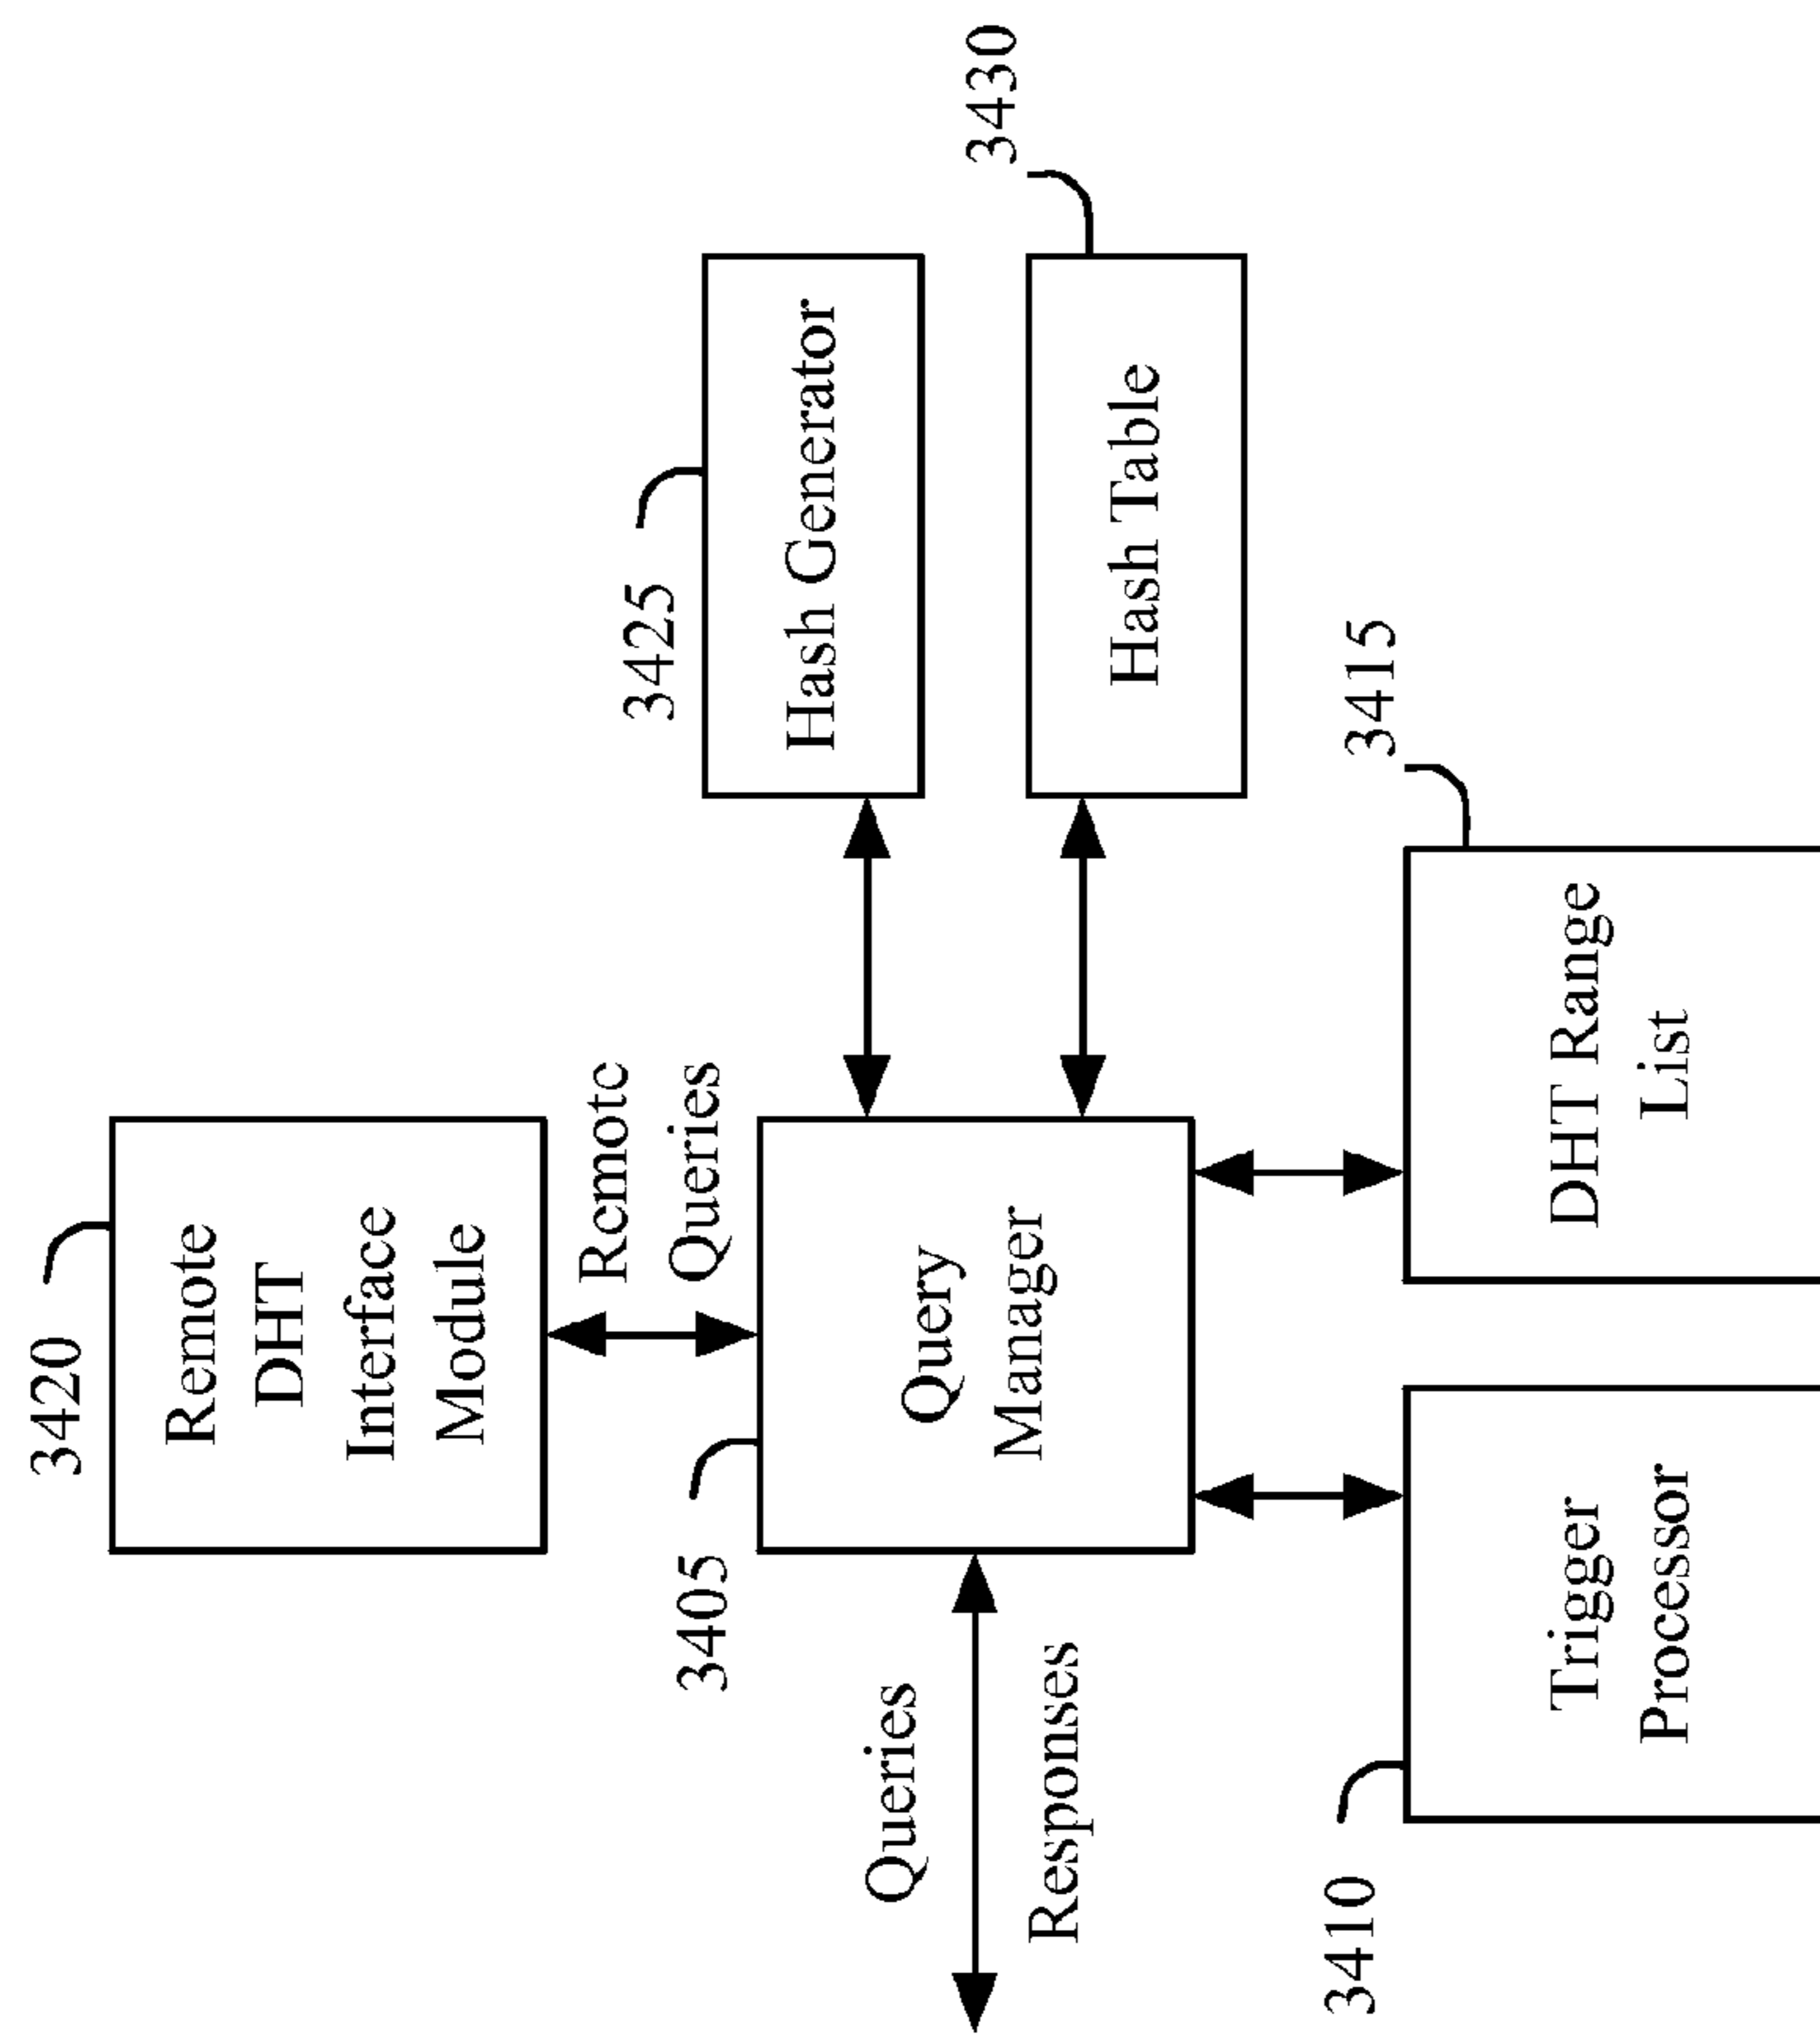 3420
Remote
DHT
Interface
Module
Remote
Queries
3405
Query
Manager
Queries
Responses
3425
Hash Generator
3430
Hash Table
3410
Trigger
Processor
3415
DHT Range
List